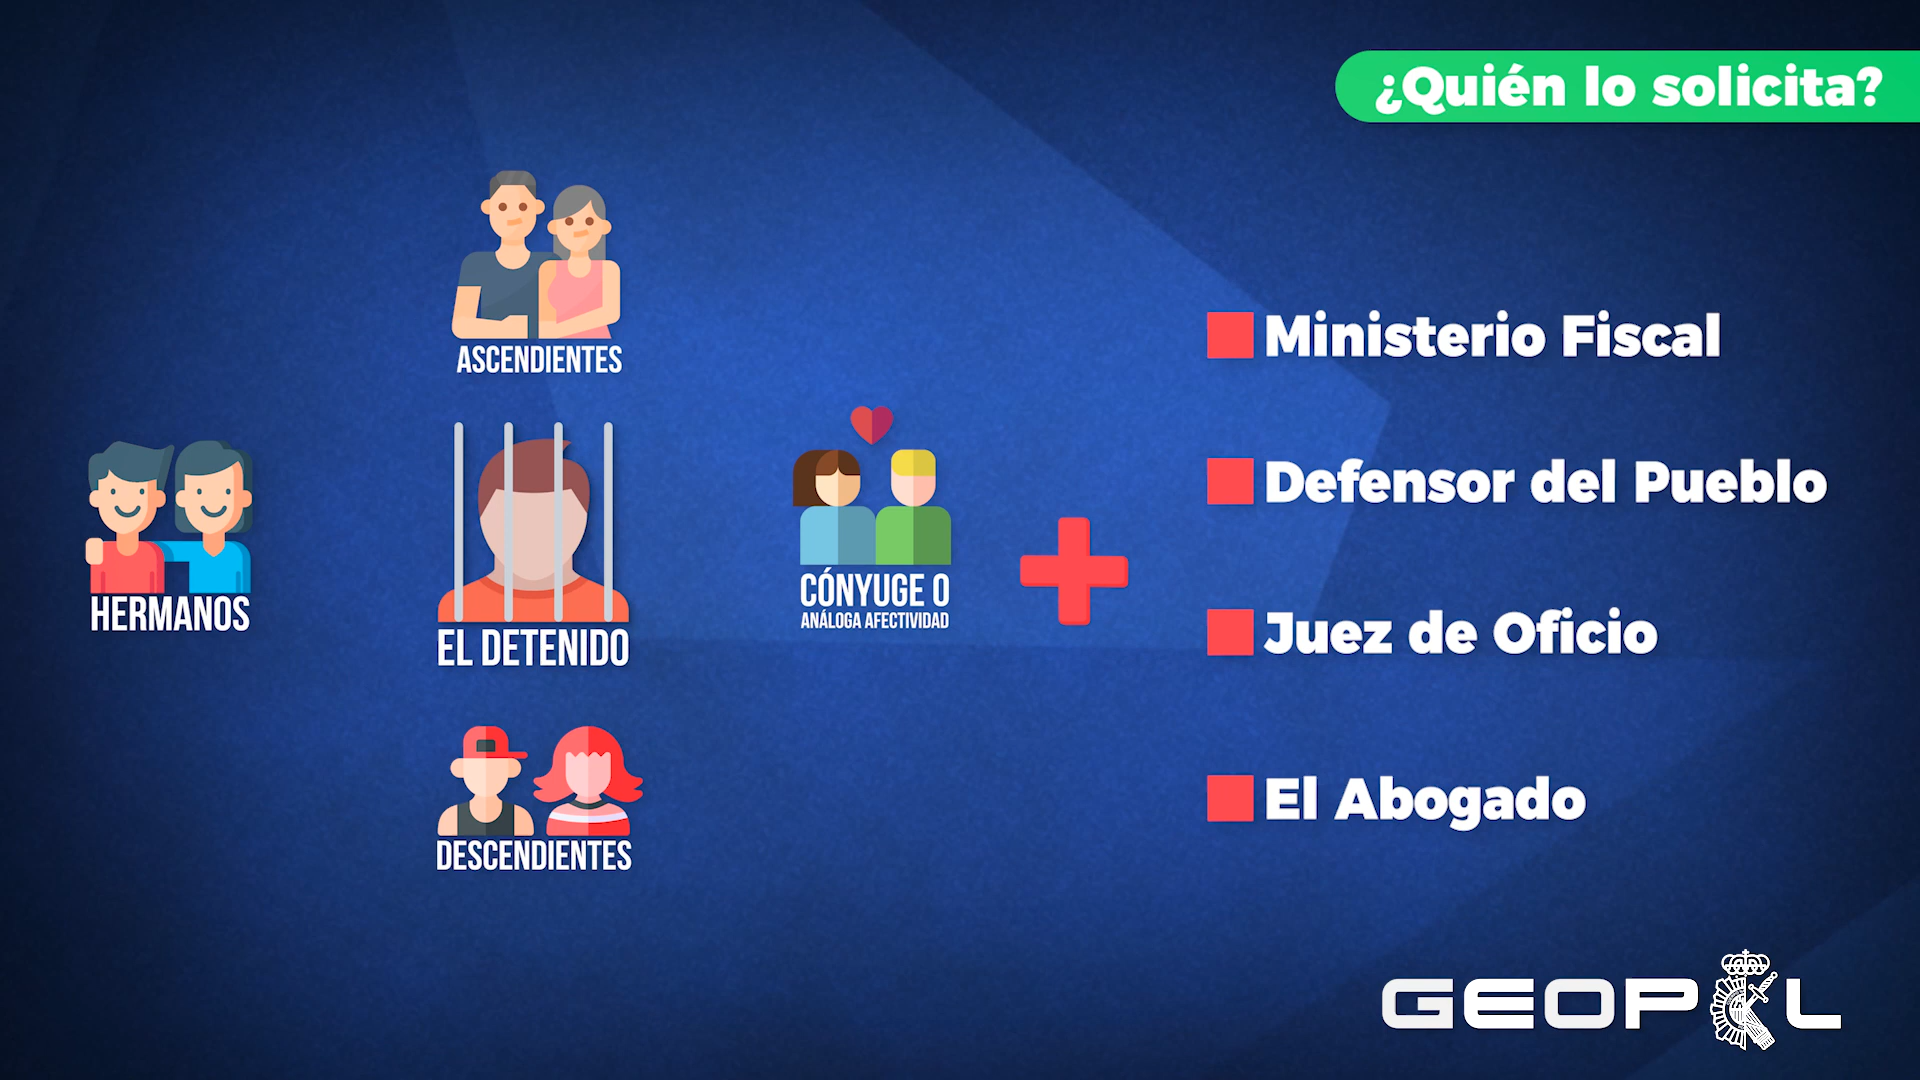 ¿Quién lo solicita?
ASCENDIENTES
HERMANOS
EL DETENIDO
CÓNYUGE O
ANÁLOGA AFECTIVIDAD
DESCENDIENTES
Ministerio Fiscal
Defensor del Pueblo
Juez de Oficio
El Abogado
GEOPOL